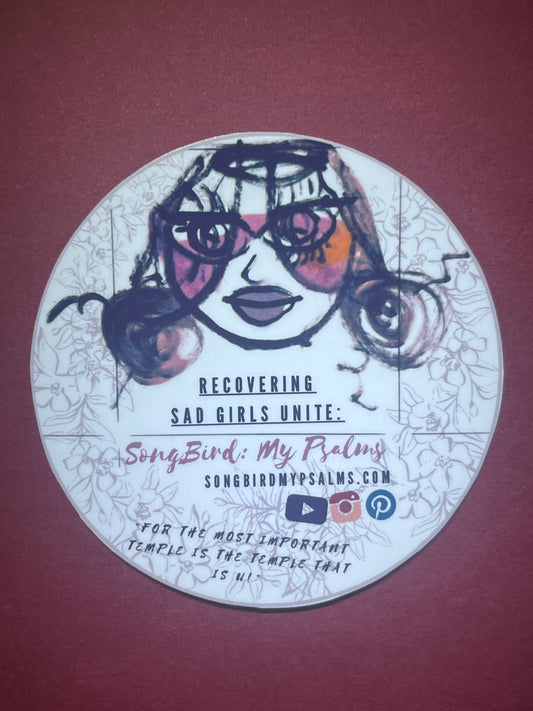 RECOVERING
SAD GIRLS UNITE:
SongBird: My Psalms
SONGBIRDMYPSALMS.COM
"FOR THE MOST IMPORTANT
TEMPLE IS THE TEMPLE THAT
IS U!"